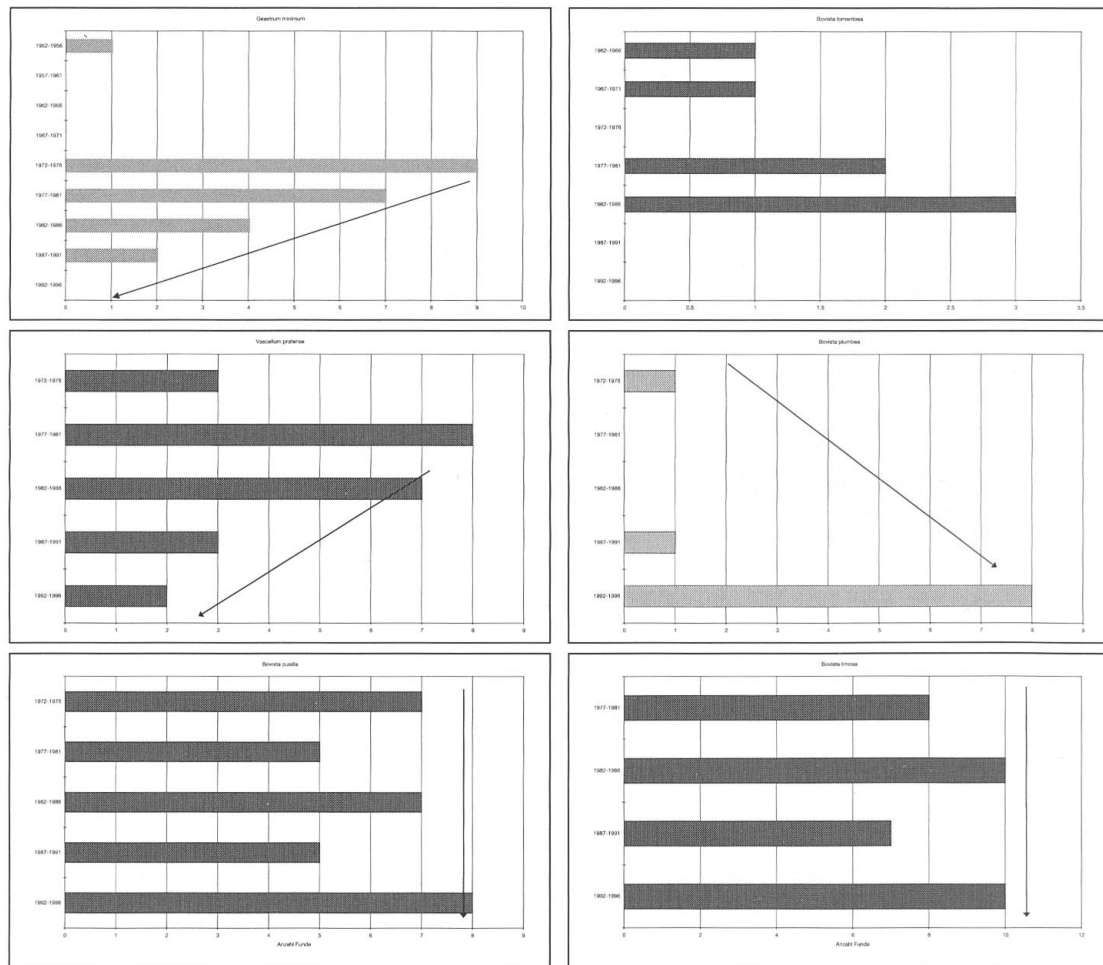 Geastrum minimum
1952-1956
1957-1961
1962-1966
1967-1971
1972-1976
1977-1981
1982-1986
1987-1991
1992-1996
0 1 2 3 4 5 6 7 8 9 10
Bovista tomentosa
1962-1966
1967-1971
1972-1976
1977-1981
1982-1986
1987-1991
1992-1996
0 0.5 1 1.5 2 2.5 3 3.5
Vascellum pratense
1972-1975
1977-1981
1982-1986
1987-1991
1992-1996
0 1 2 3 4 5 6 7 8 9
Bovista plumbea
1972-1976
1977-1981
1982-1986
1987-1991
1992-1996
0 1 2 3 4 5 6 7 8 9
Bovista pusilla
1972-1975
1977-1981
1982-1986
1987-1991
1992-1996
0 1 2 3 4 5 6 7 8 9
Anzahl Funde
Bovista limosa
1977-1981
1982-1986
1987-1991
1992-1996
0 2 4 6 8 10 12
Anzahl Funde